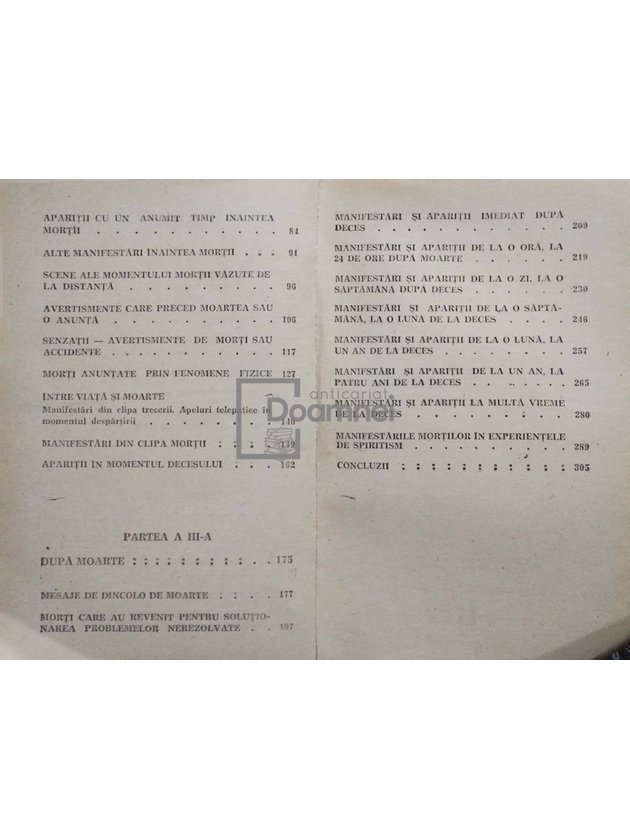 APARIȚII CU UN ANUMIT TIMP INAINTEA
MORȚII . . . . . . . . . . . 84
ALTE MANIFESTĂRI INAINTEA MORȚII . . . 91
SCENE ALE MOMENTULUI MORȚII VĂZUTE DE
LA DISTANȚĂ . . . . . . . . . 96
AVERTISMENTE CARE PRECED MOARTEA SAU
O ANUNȚĂ . . . . . . . . . . 106
SENZAȚII — AVERTISMENTE DE MORȚI SAU
ACCIDENTE . . . . . . . . . . 117
MORȚI ANUNȚATE PRIN FENOMENE FIZICE 127
INTRE VIAȚĂ ȘI MOARTE
Manifestări din clipa trecerii. Apeluri telepatice în
momentul despărțirii . . . . . . . 140
MANIFESTĂRI DIN CLIPA MORȚII . . . 159
APARIȚII IN MOMENTUL DECESULUI . . . 162
PARTEA A III-A
DUPĂ MOARTE : : : : : : . . . . . 175
MESAJE DE DINCOLO DE MOARTE . . . . 177
MORȚI CARE AU REVENIT PENTRU SOLUȚIO-
NAREA PROBLEMELOR NEREZOLVATE . . 197
MANIFESTĂRI ȘI APARIȚII IMEDIAT DUPĂ
DECES . . . . . . . . . . . 209
MANIFESTĂRI ȘI APARIȚII DE LA O ORĂ, LA
24 DE ORE DUPĂ MOARTE . . . . . . 219
MANIFESTĂRI ȘI APARIȚII DE LA O ZI, LA O
SĂPTĂMÂNĂ DUPĂ DECES . . . . . . 230
MANIFESTĂRI ȘI APARIȚII DE LA O SĂPTĂ-
MÂNĂ, LA O LUNĂ DE LA DECES . . . . 246
MANIFESTĂRI ȘI APARIȚII DE LA O LUNĂ, LA
UN AN DE LA DECES . . . . . . . 257
MANIFESTĂRI ȘI APARIȚII DE LA UN AN, LA
PATRU ANI DE LA DECES . . . . . . 265
MANIFESTĂRI ȘI APARIȚII LA MULTĂ VREME
DE LA DECES . . . . . . . . . 280
MANIFESTĂRILE MORȚILOR ÎN EXPERIENȚELE
DE SPIRITISM . . . . . . . . . 289
CONCLUZII : : : : : : : : : : : 305
anticariat
Doamnei